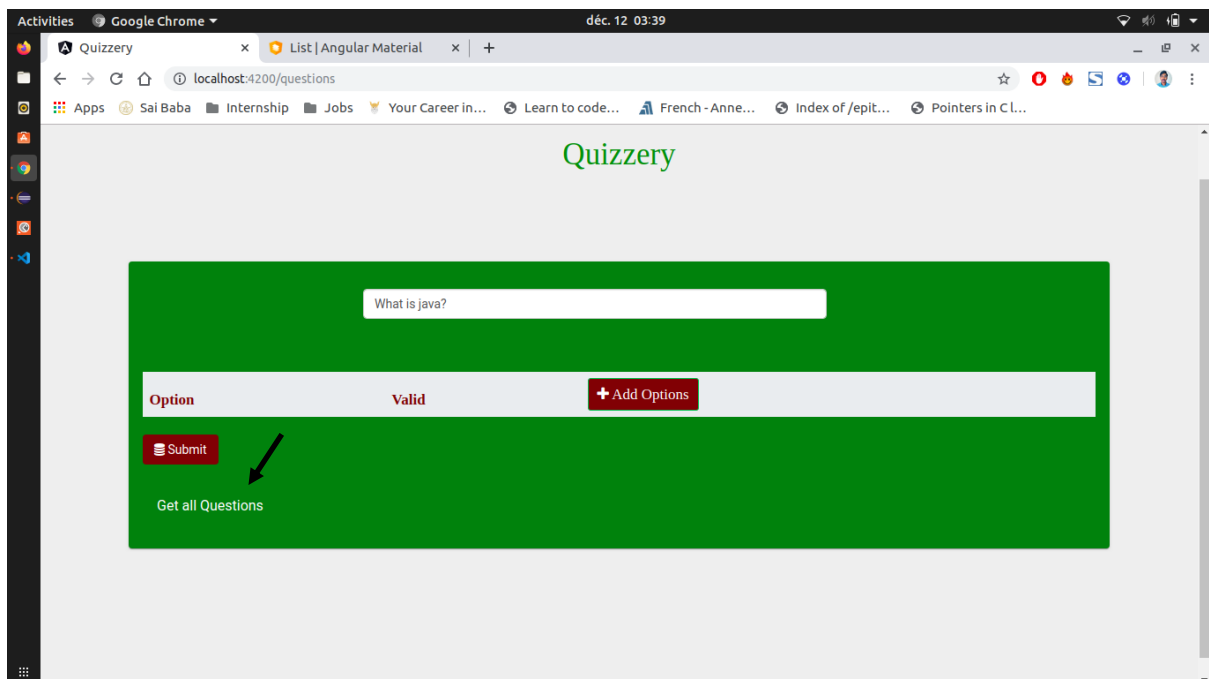 Activities Google Chrome déc. 12 03:39
Quizzery List | Angular Material
localhost:4200/questions
Apps Sai Baba Internship Jobs Your Career in... Learn to code... French - Anne... Index of /epit... Pointers in C l...
Quizzery
What is java?
Option Valid Add Options
Submit
Get all Questions